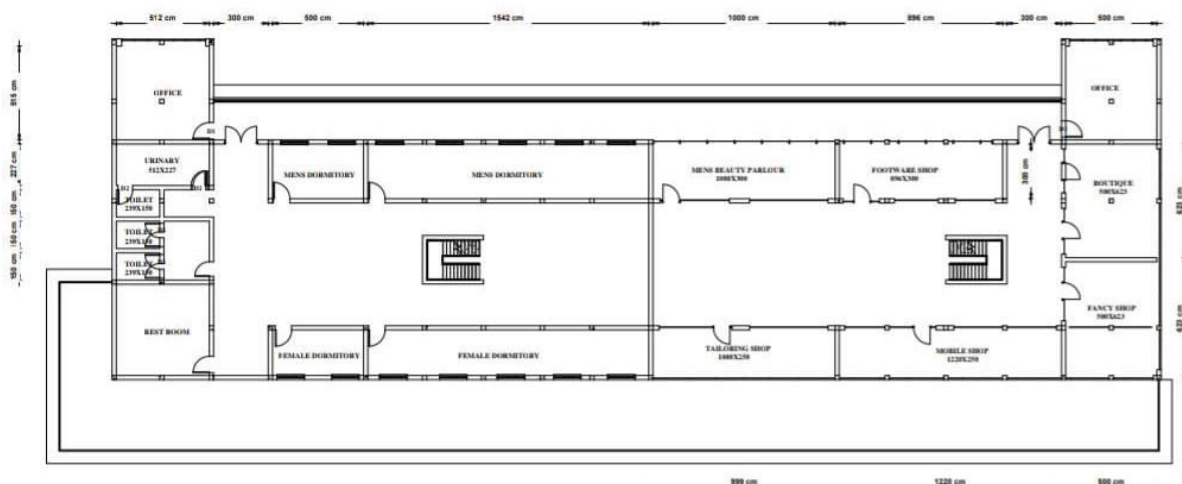 512 cm
300 cm
500 cm
1542 cm
1000 cm
896 cm
300 cm
500 cm
515 cm
OFFICE
OFFICE
D1
227 cm
URINARY
512X227
MENS DORMITORY
MENS DORMITORY
MENS BEAUTY PARLOUR
1000X300
FOOTWARE SHOP
896X300
300 cm
BOUTIQUE
500X623
623 cm
D2
D2
150 cm
TOILET
239X150
150 cm
TOILET
239X150
150 cm
TOILET
239X150
REST ROOM
FANCY SHOP
500X623
623 cm
FEMALE DORMITORY
FEMALE DORMITORY
TAILORING SHOP
1000X250
MOBILE SHOP
1220X250
999 cm
1220 cm
500 cm